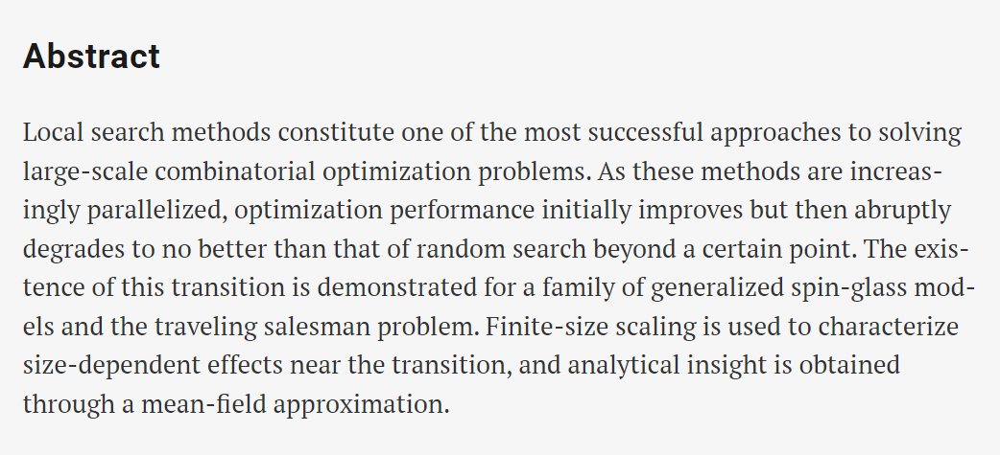 Abstract
Local search methods constitute one of the most successful approaches to solving
large-scale combinatorial optimization problems. As these methods are increas-
ingly parallelized, optimization performance initially improves but then abruptly
degrades to no better than that of random search beyond a certain point. The exis-
tence of this transition is demonstrated for a family of generalized spin-glass mod-
els and the traveling salesman problem. Finite-size scaling is used to characterize
size-dependent effects near the transition, and analytical insight is obtained
through a mean-field approximation.